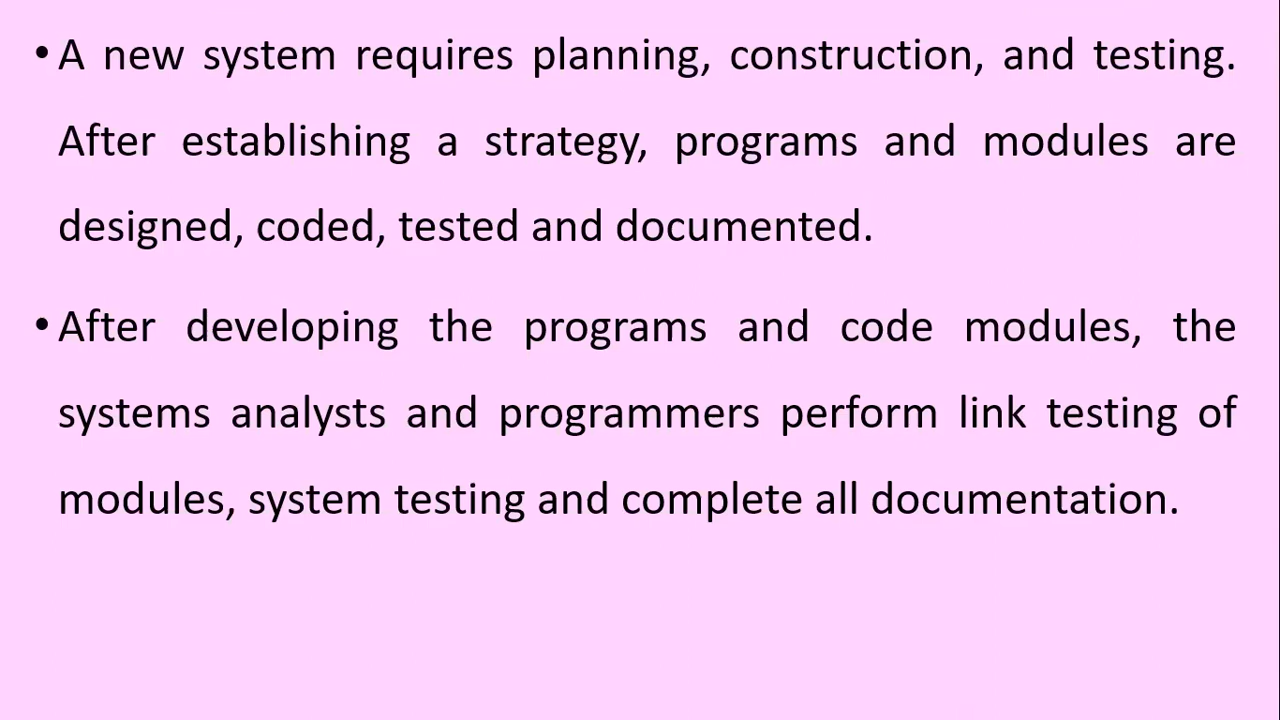 • A new system requires planning, construction, and testing.
After establishing a strategy, programs and modules are
designed, coded, tested and documented.
• After developing the programs and code modules, the
systems analysts and programmers perform link testing of
modules, system testing and complete all documentation.